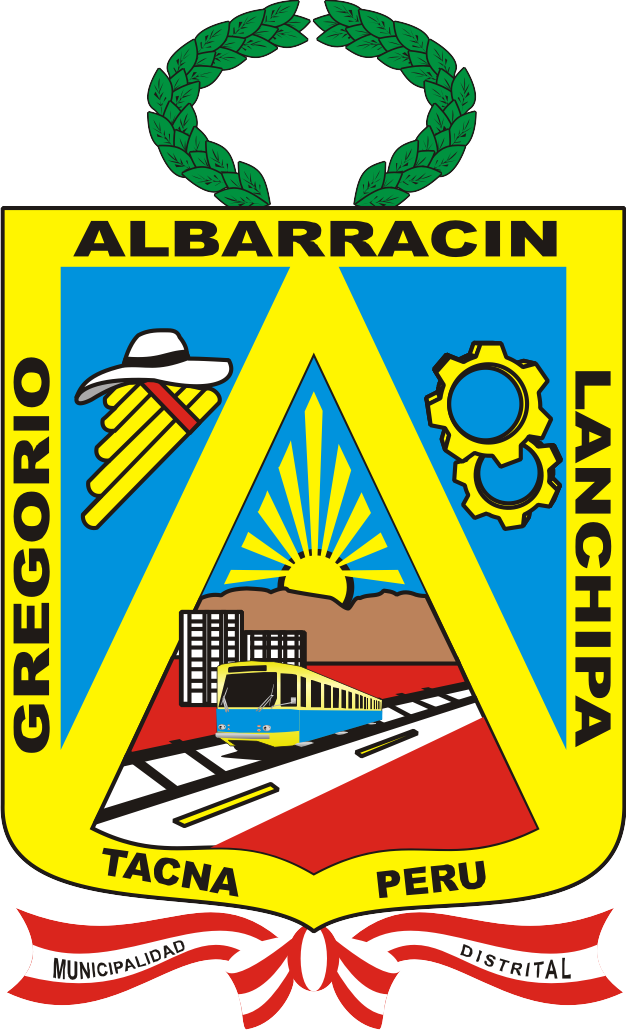 ALBARRACIN
GREGORIO
LANCHIPA
TACNA
PERU
MUNICIPALIDAD
DISTRITAL